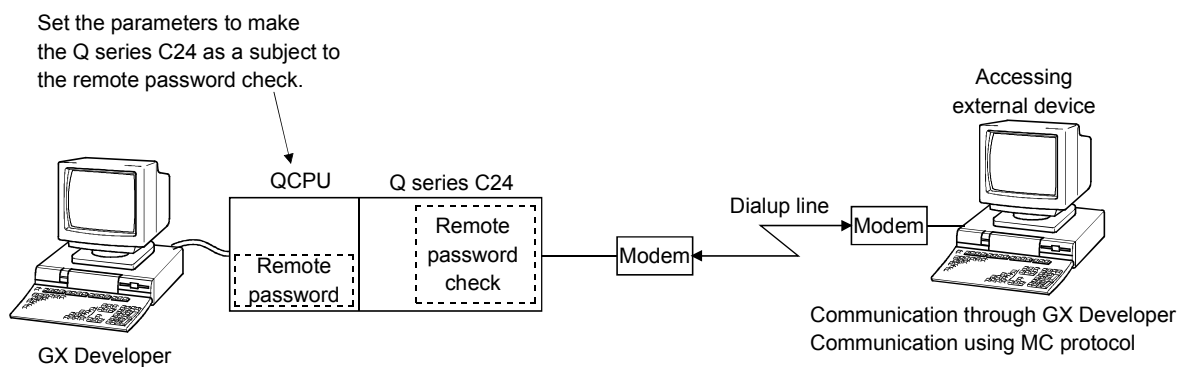 Set the parameters to make
the Q series C24 as a subject to
the remote password check.
Accessing
external device
QCPU
Q series C24
Remote
password
Remote
password
check
Modem
Dialup line
Modem
GX Developer
Communication through GX Developer
Communication using MC protocol